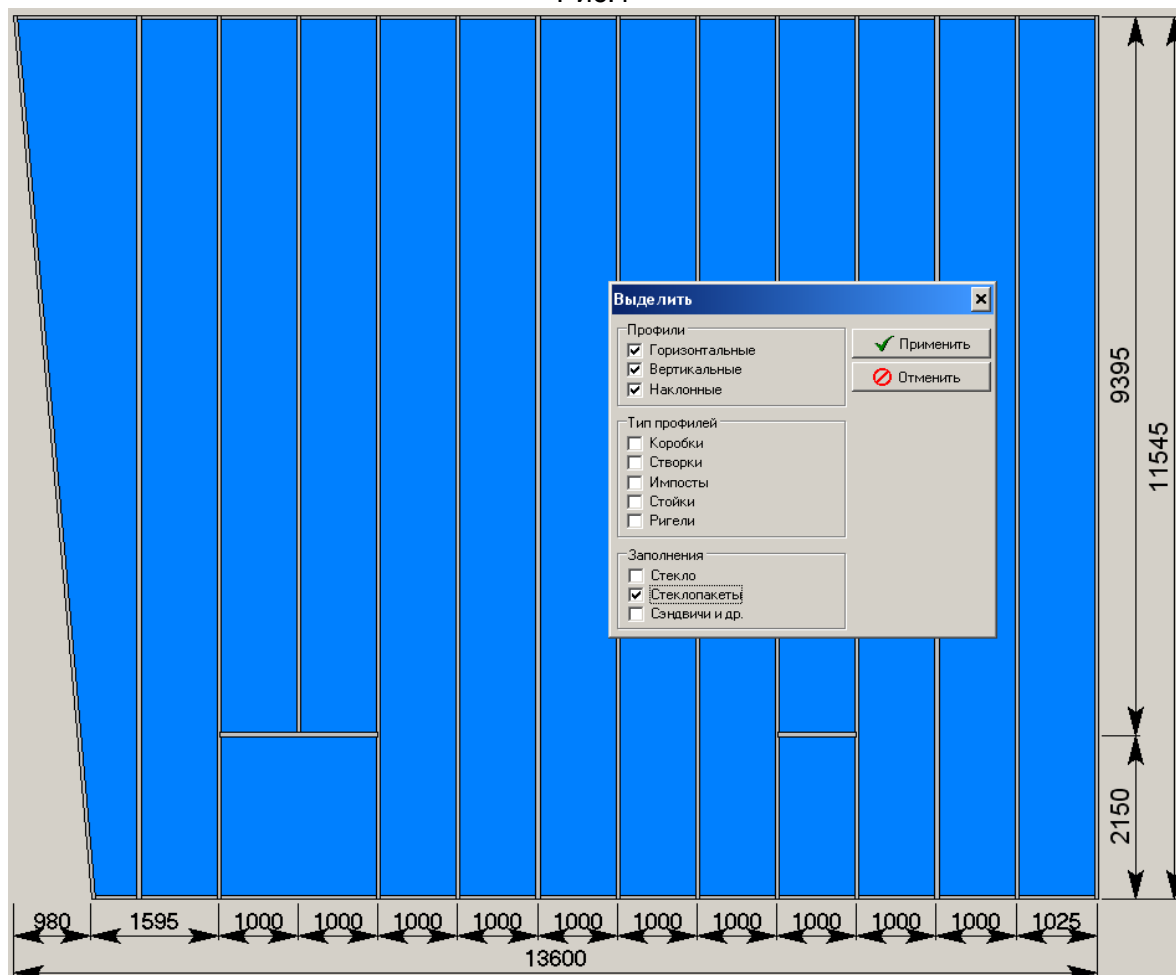 Выделить
Профили
Горизонтальные
Вертикальные
Наклонные
Применить
Отменить
Тип профилей
Коробки
Створки
Импосты
Стойки
Ригели
Заполнения
Стекло
Стеклопакеты
Сэндвичи и др.
9395
11545
2150
980 1595 1000 1000 1000 1000 1000 1000 1000 1000 1000 1000 1025
13600